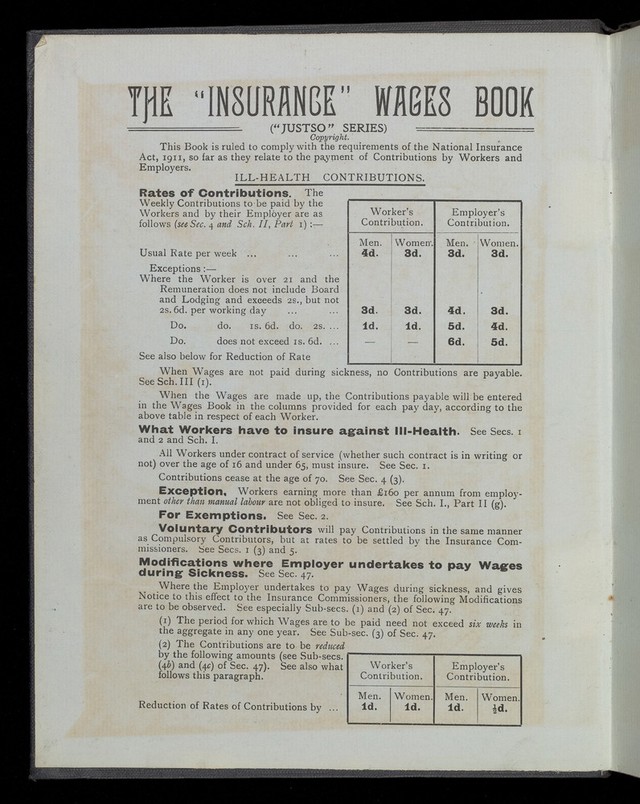 THE "INSURANCE" WAGES BOOK
("JUSTSO" SERIES)
Copyright.
This Book is ruled to comply with the requirements of the National Insurance
Act, 1911, so far as they relate to the payment of Contributions by Workers and
Employers.
ILL-HEALTH CONTRIBUTIONS.
Rates of Contributions. The
Weekly Contributions to be paid by the
Workers and by their Employer are as
follows (see Sec. 4 and Sch. II, Part 1) :—
Worker's Contribution. Employer's Contribution.
Men. Women. Men. Women.
Usual Rate per week ... ... ... 4d. 3d. 3d. 3d.
Exceptions :—
Where the Worker is over 21 and the
Remuneration does not include Board
and Lodging and exceeds 2s., but not
2s. 6d. per working day ... ... 3d. 3d. 4d. 3d.
Do. do. 1s. 6d. do. 2s. ... 1d. 1d. 5d. 4d.
Do. does not exceed 1s. 6d. ... — — 6d. 5d.
See also below for Reduction of Rate
When Wages are not paid during sickness, no Contributions are payable.
See Sch. III (1).
When the Wages are made up, the Contributions payable will be entered
in the Wages Book in the columns provided for each pay day, according to the
above table in respect of each Worker.
What Workers have to insure against Ill-Health. See Secs. 1
and 2 and Sch. I.
All Workers under contract of service (whether such contract is in writing or
not) over the age of 16 and under 65, must insure. See Sec. 1.
Contributions cease at the age of 70. See Sec. 4 (3).
Exception. Workers earning more than £160 per annum from employ-
ment other than manual labour are not obliged to insure. See Sch. I., Part II (g).
For Exemptions. See Sec. 2.
Voluntary Contributors will pay Contributions in the same manner
as Compulsory Contributors, but at rates to be settled by the Insurance Com-
missioners. See Secs. 1 (3) and 5.
Modifications where Employer undertakes to pay Wages
during Sickness. See Sec. 47.
Where the Employer undertakes to pay Wages during sickness, and gives
Notice to this effect to the Insurance Commissioners, the following Modifications
are to be observed. See especially Sub-secs. (1) and (2) of Sec. 47.
(1) The period for which Wages are to be paid need not exceed six weeks in
the aggregate in any one year. See Sub-sec. (3) of Sec. 47.
(2) The Contributions are to be reduced
by the following amounts (see Sub-secs.
(4b) and (4c) of Sec. 47). See also what
follows this paragraph.
Worker's Contribution. Employer's Contribution.
Men. Women. Men. Women.
Reduction of Rates of Contributions by ... 1d. 1d. 1d. ½d.